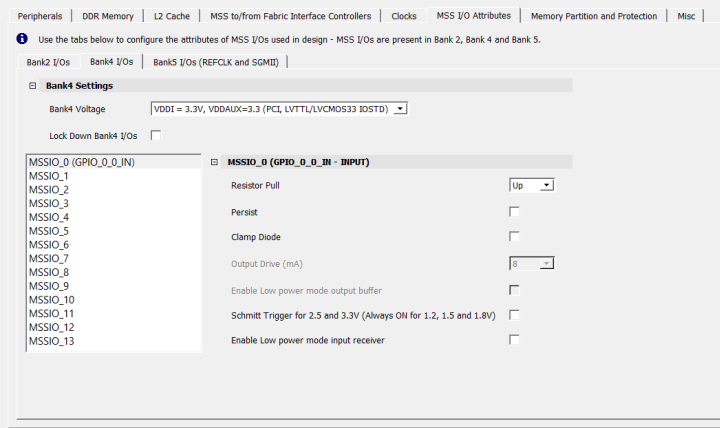 Peripherals DDR Memory L2 Cache MSS to/from Fabric Interface Controllers Clocks MSS I/O Attributes Memory Partition and Protection Misc
Use the tabs below to configure the attributes of MSS I/Os used in design - MSS I/Os are present in Bank 2, Bank 4 and Bank 5.
Bank2 I/Os Bank4 I/Os Bank5 I/Os (REFCLK and SGMII)
Bank4 Settings
Bank4 Voltage VDDI = 3.3V, VDDAUX=3.3 (PCI, LVTTL/LVCMOS33 IOSTD)
Lock Down Bank4 I/Os
MSSIO_0 (GPIO_0_0_IN)
MSSIO_1
MSSIO_2
MSSIO_3
MSSIO_4
MSSIO_5
MSSIO_6
MSSIO_7
MSSIO_8
MSSIO_9
MSSIO_10
MSSIO_11
MSSIO_12
MSSIO_13
MSSIO_0 (GPIO_0_0_IN - INPUT)
Resistor Pull Up
Persist
Clamp Diode
Output Drive (mA) 8
Enable Low power mode output buffer
Schmitt Trigger for 2.5 and 3.3V (Always ON for 1.2, 1.5 and 1.8V)
Enable Low power mode input receiver